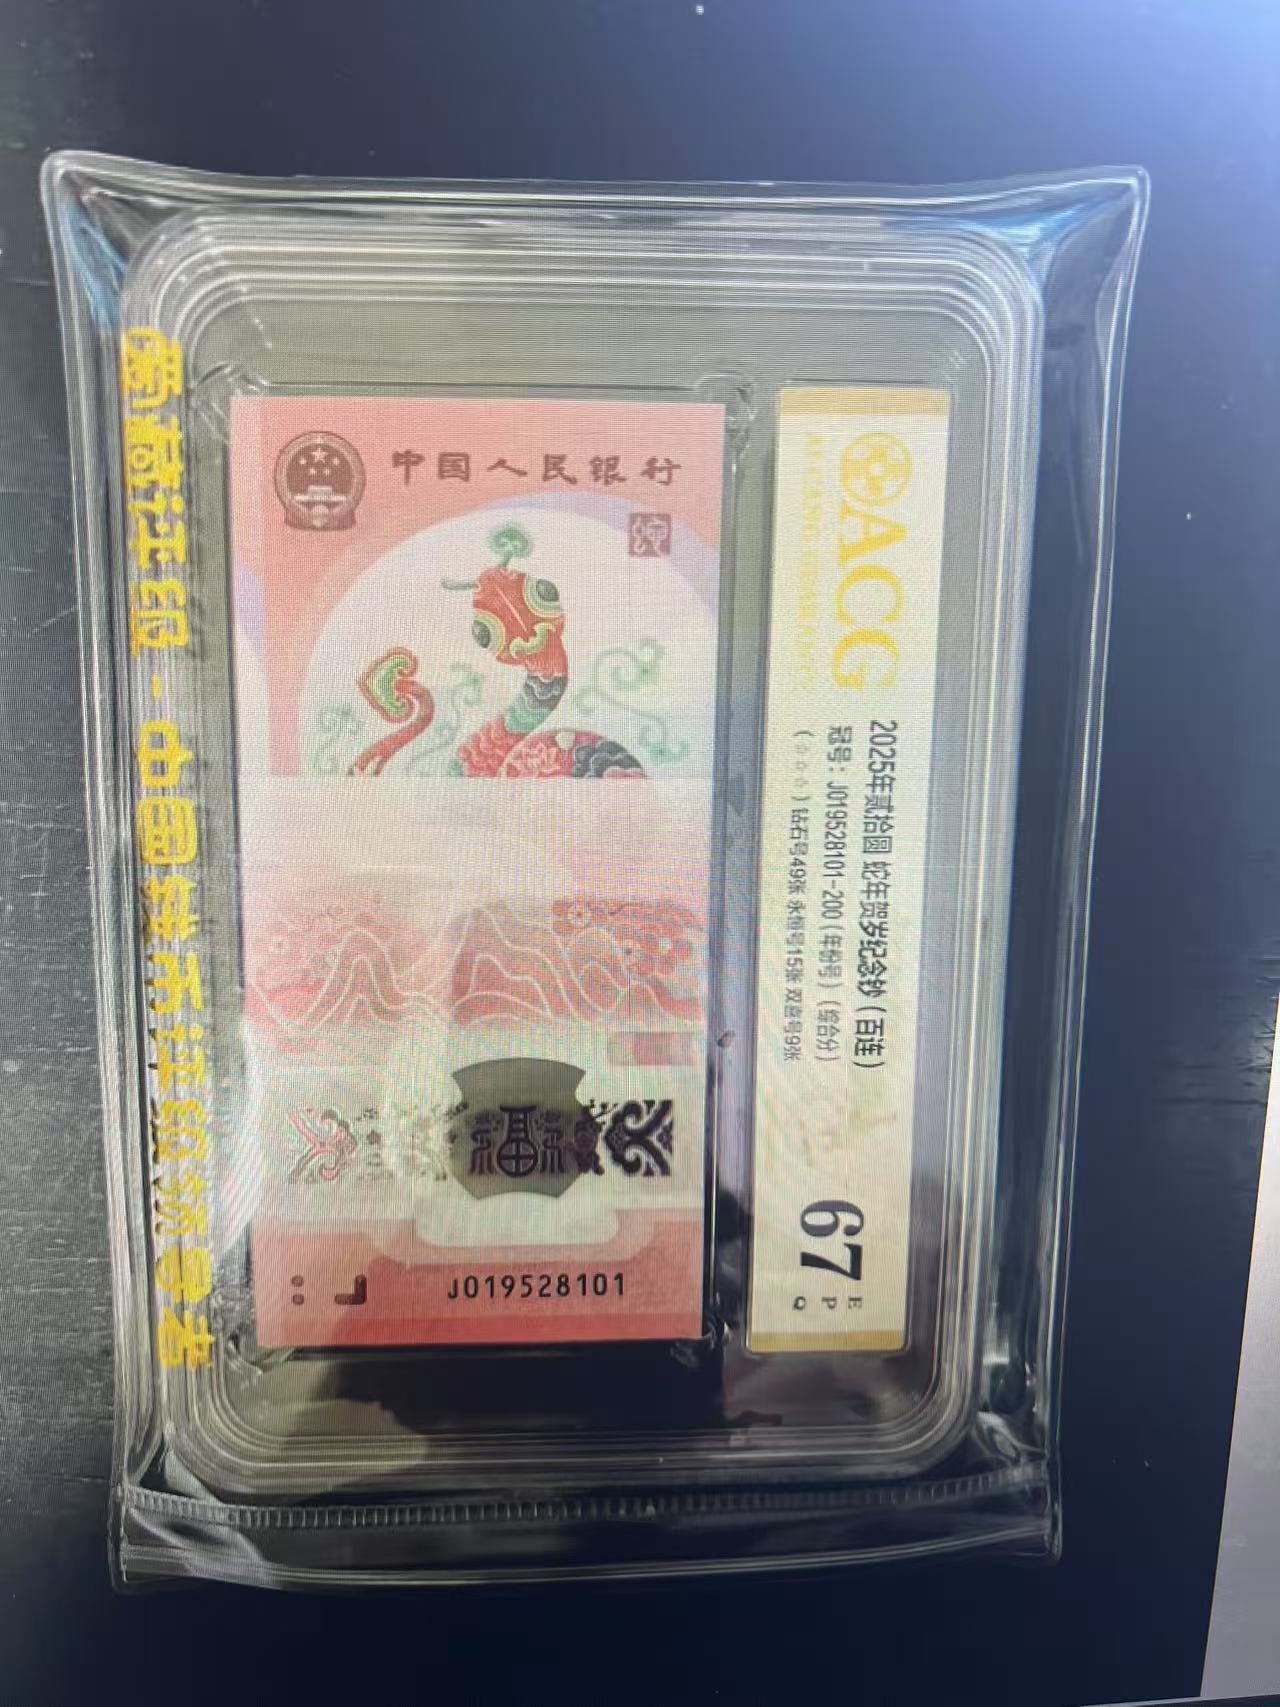 爱藏评级 - 中国钱币评级领导者
中国人民银行
福
J019528101
ACG
2025年贰拾圆 蛇年贺岁纪念钞（百连）
冠号：J019528101-200（年份号）（综合分）
钻石号49张 永恒号15张 双
号9张
67
E
P
Q